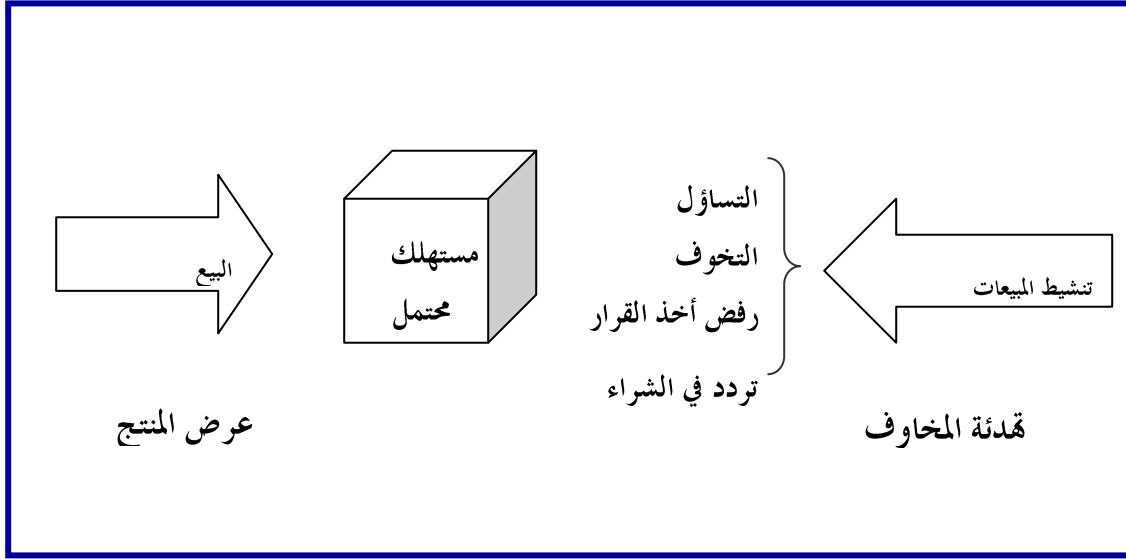 التساؤل
التخوف
رفض أخذ القرار
تردد في الشراء
تنشيط المبيعات
تهدئة المخاوف
مستهلك
محتمل
البيع
عرض المنتج